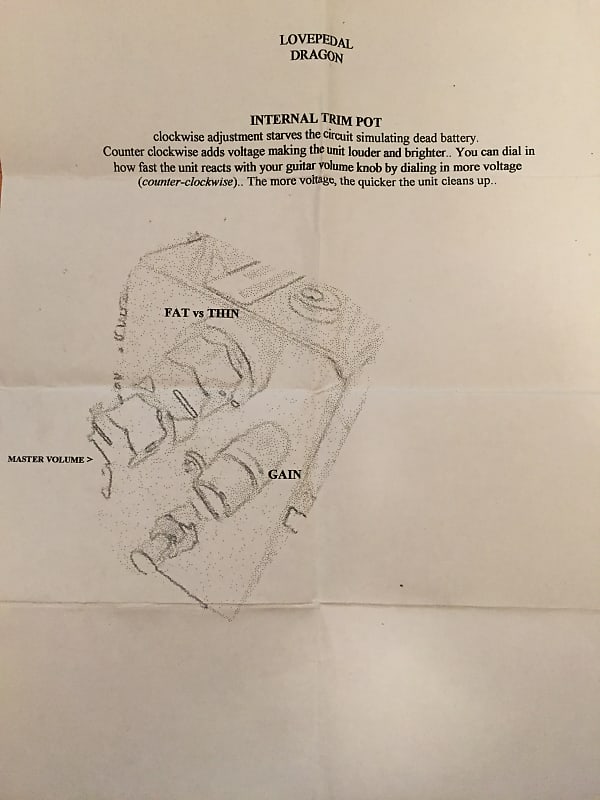 LOVEPEDAL
DRAGON
INTERNAL TRIM POT
clockwise adjustment starves the circuit simulating dead battery.
Counter clockwise adds voltage making the unit louder and brighter.. You can dial in
how fast the unit reacts with your guitar volume knob by dialing in more voltage
(counter-clockwise).. The more voltage, the quicker the unit cleans up..
FAT vs THIN
MASTER VOLUME >
GAIN